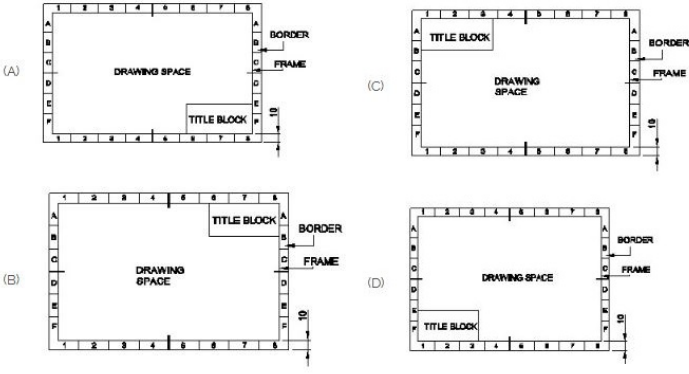 (A)
1 2 3 4 5 6 7 8
A A
B B
C C
D D
E E
F F
1 2 3 4 5 6 7 8
DRAWING SPACE
TITLE BLOCK
BORDER
FRAME
10
(B)
1 2 3 4 5 6 7 8
A A
B B
C C
D D
E E
F F
1 2 3 4 5 6 7 8
TITLE BLOCK
DRAWING
SPACE
BORDER
FRAME
10
(C)
1 2 3 4 5 6 7 8
A A
B B
C C
D D
E E
F F
1 2 3 4 5 6 7 8
TITLE BLOCK
DRAWING
SPACE
BORDER
FRAME
10
(D)
1 2 3 4 5 6 7 8
A A
B B
C C
D D
E E
F F
1 2 3 4 5 6 7 8
DRAWING SPACE
TITLE BLOCK
BORDER
FRAME
10